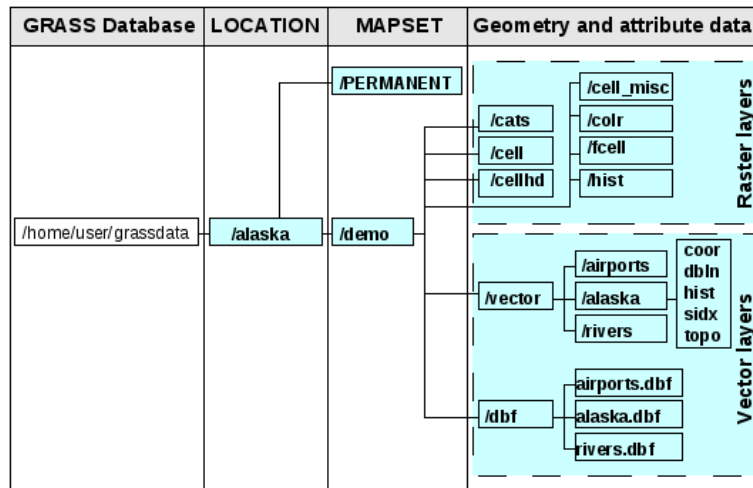 GRASS Database
LOCATION
MAPSET
Geometry and attribute data
/PERMANENT
/cell_misc
/cats
/colr
/cell
/fcell
/cellhd
/hist
Raster layers
/home/user/grassdata
/alaska
/demo
/vector
/airports
/alaska
/rivers
coor
dbln
hist
sidx
topo
/dbf
airports.dbf
alaska.dbf
rivers.dbf
Vector layers